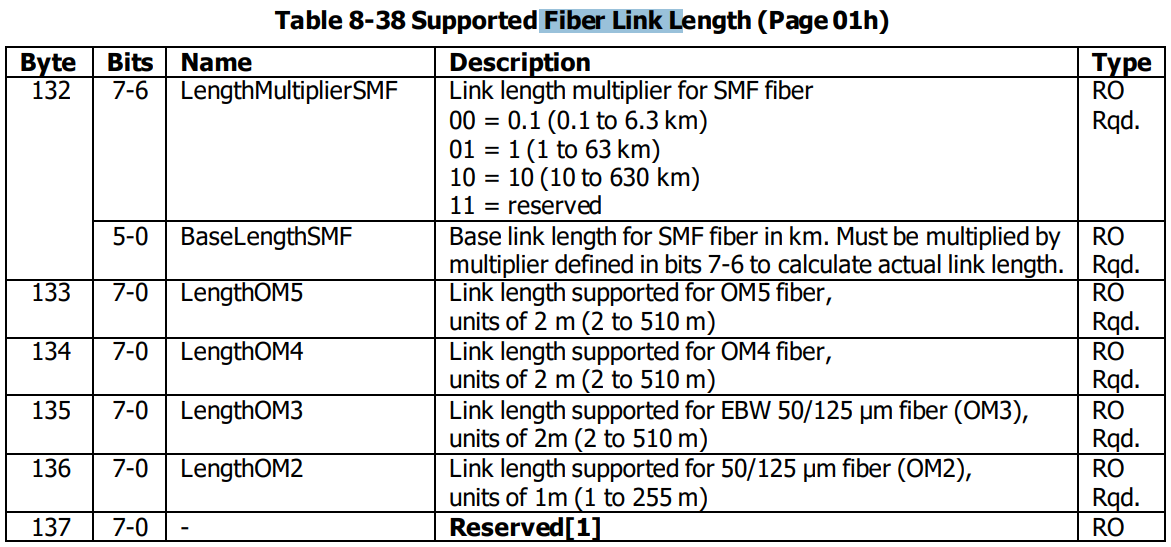 Table 8-38 Supported Fiber Link Length (Page 01h)
Byte Bits Name Description Type
132 7-6 LengthMultiplierSMF Link length multiplier for SMF fiber RO
00 = 0.1 (0.1 to 6.3 km) Rqd.
01 = 1 (1 to 63 km)
10 = 10 (10 to 630 km)
11 = reserved
5-0 BaseLengthSMF Base link length for SMF fiber in km. Must be multiplied by RO
multiplier defined in bits 7-6 to calculate actual link length. Rqd.
133 7-0 LengthOM5 Link length supported for OM5 fiber, RO
units of 2 m (2 to 510 m) Rqd.
134 7-0 LengthOM4 Link length supported for OM4 fiber, RO
units of 2 m (2 to 510 m) Rqd.
135 7-0 LengthOM3 Link length supported for EBW 50/125 µm fiber (OM3), RO
units of 2m (2 to 510 m) Rqd.
136 7-0 LengthOM2 Link length supported for 50/125 µm fiber (OM2), RO
units of 1m (1 to 255 m) Rqd.
137 7-0 - Reserved[1] RO